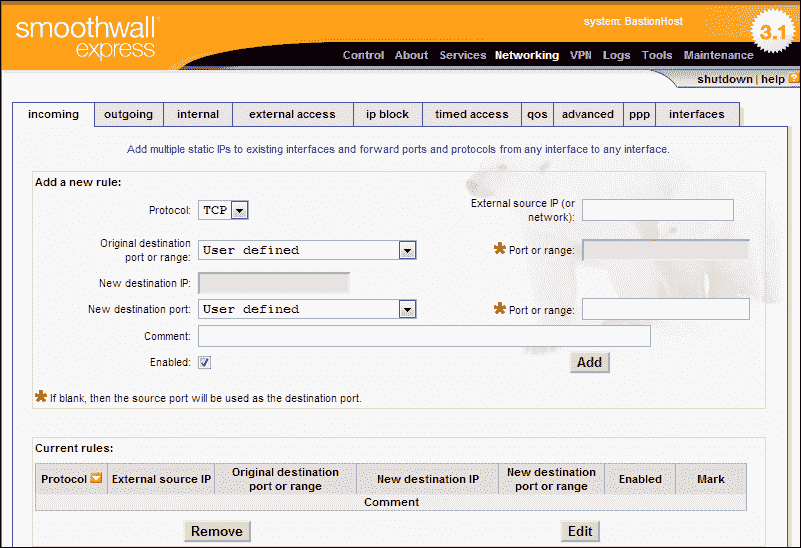 smoothwall
express
system: BastionHost
3.1
Control About Services Networking VPN Logs Tools Maintenance
shutdown | help ?
incoming outgoing internal external access ip block timed access qos advanced ppp interfaces
Add multiple static IPs to existing interfaces and forward ports and protocols from any interface to any interface.
Add a new rule:
Protocol: TCP
External source IP (or
network):
Original destination
port or range: User defined
* Port or range:
New destination IP:
New destination port: User defined
* Port or range:
Comment:
Enabled:
Add
* If blank, then the source port will be used as the destination port.
Current rules:
Protocol External source IP Original destination
port or range New destination IP New destination
port or range Enabled Mark
Comment
Remove Edit